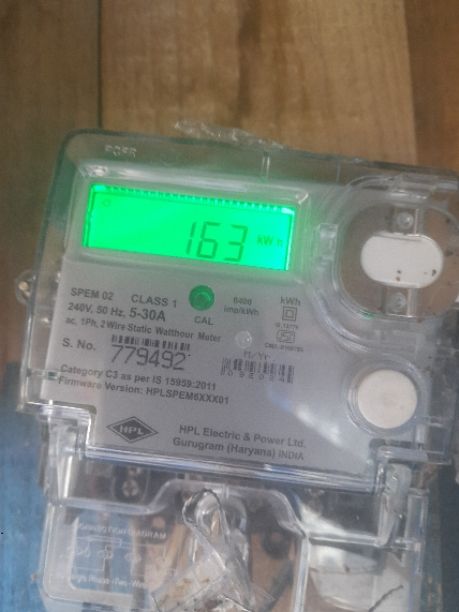 163 kWh
SPEM 02 CLASS 1 6400 kWh
240V, 50 Hz, 5-30A imp/kWh
CAL
ac, 1Ph, 2 Wire Static Watthour Meter
S. No. 779492
Category C3 as per IS 15959:2011
Firmware Version: HPLSPEM6XXX01
HPL
HPL Electric & Power Ltd.
Gurugram (Haryana) INDIA
DIAGRAM